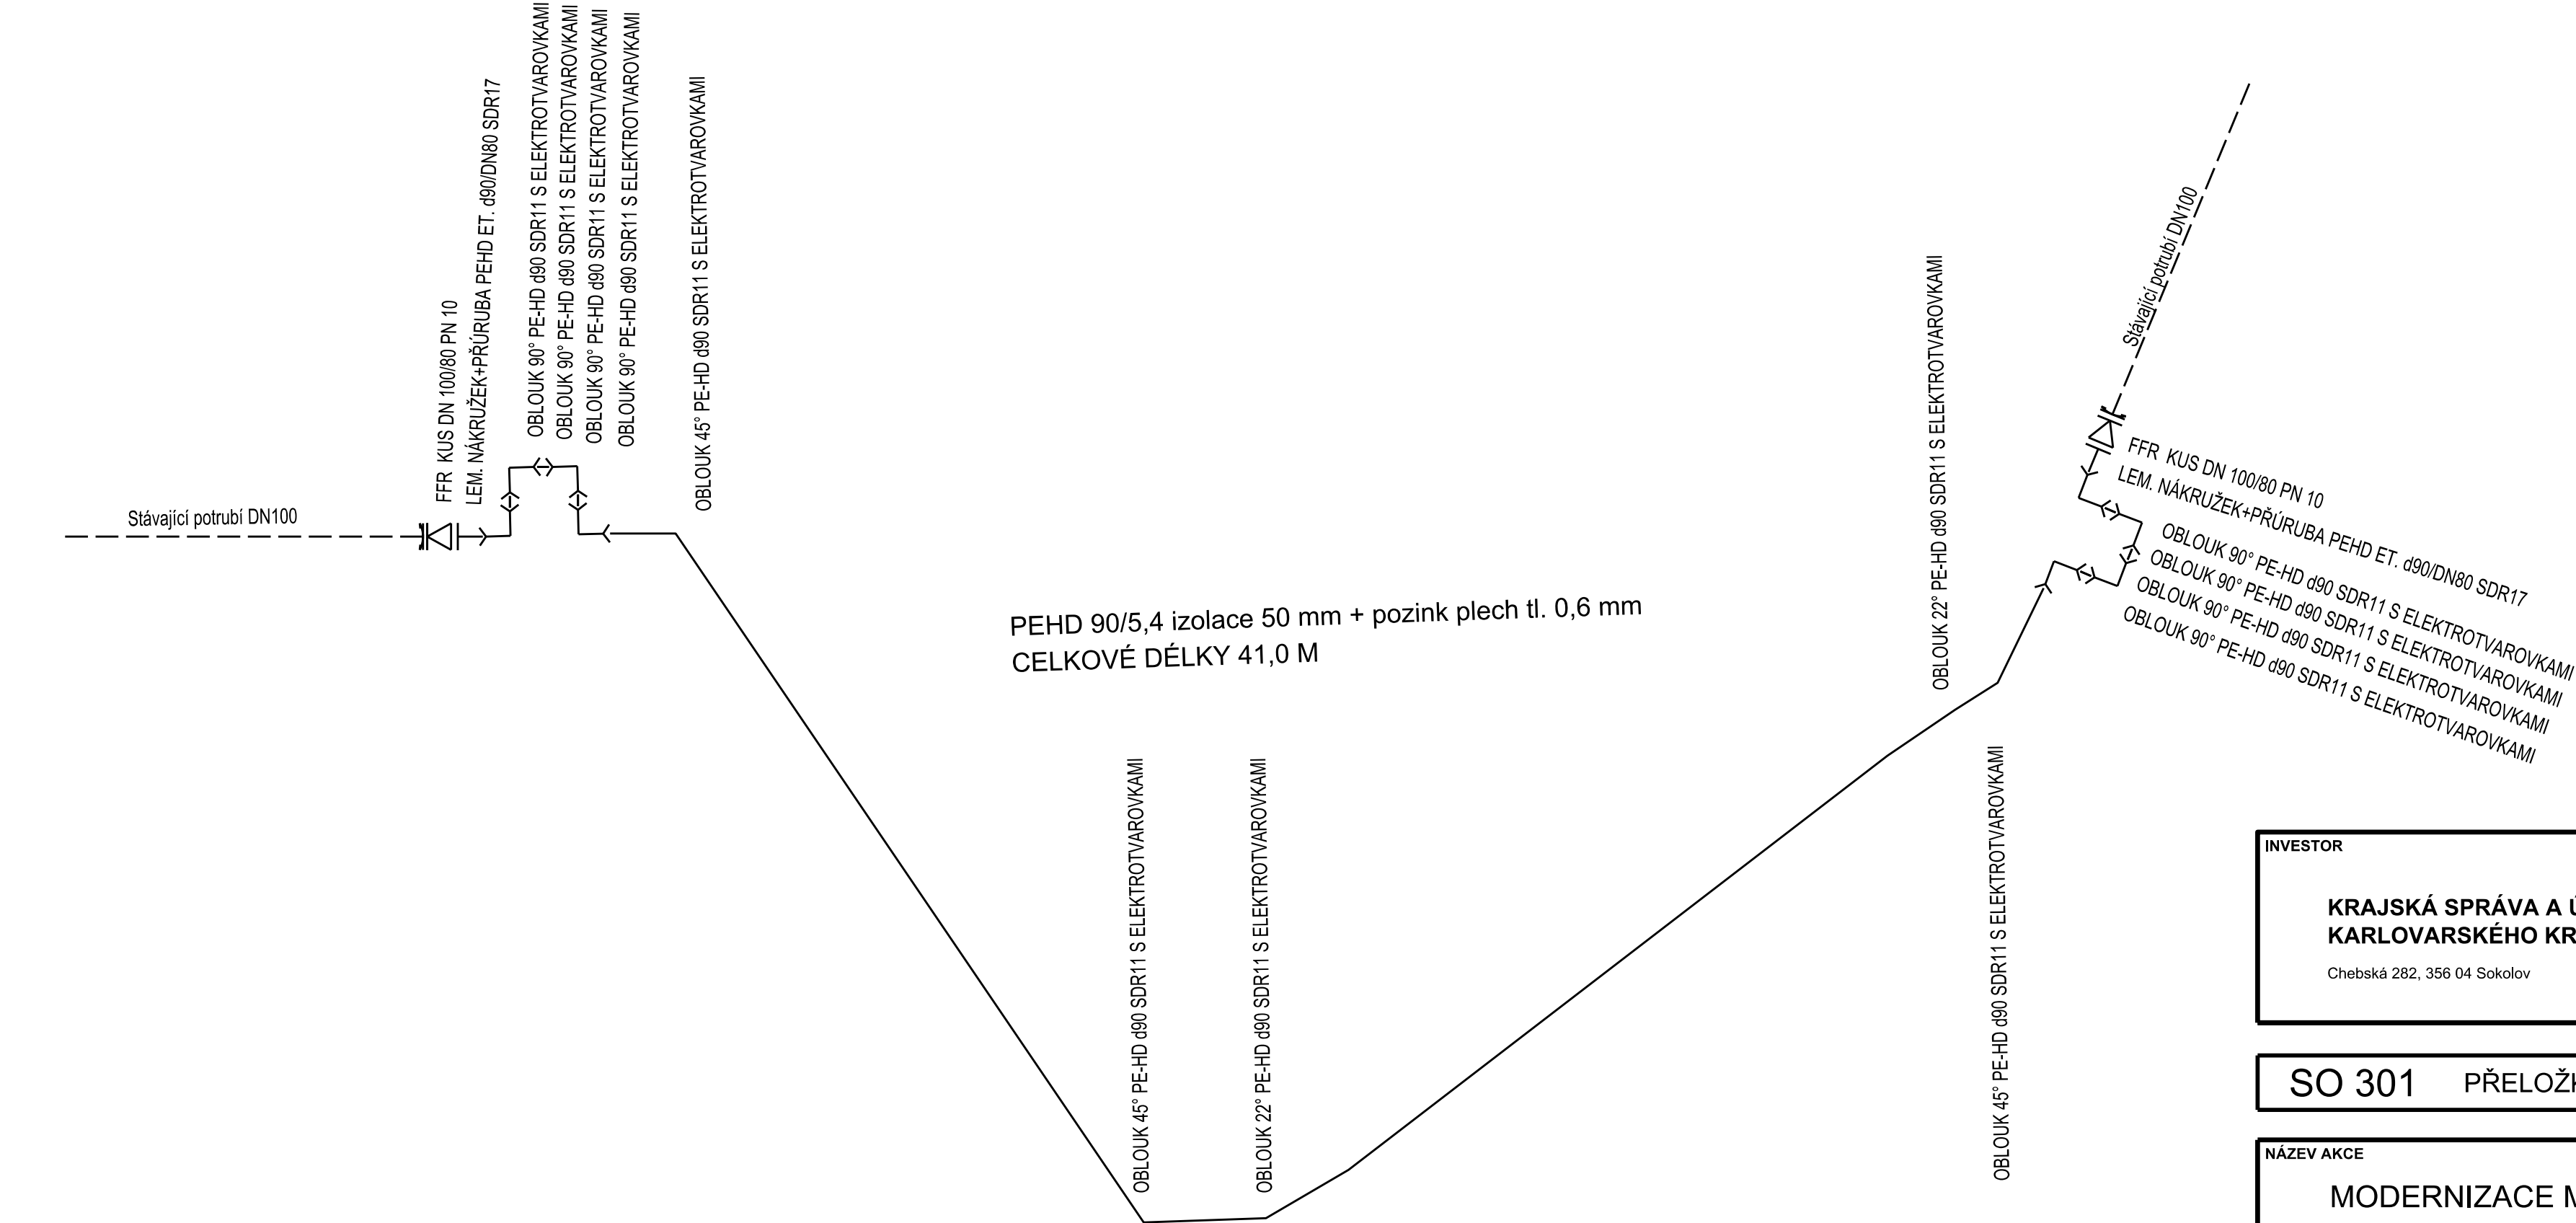 Stávající potrubí DN100
FFR KUS DN 100/80 PN 10
LEM. NÁKRUŽEK+PŘÚRUBA PEHD ET. d90/DN80 SDR17
OBLOUK 90° PE-HD d90 SDR11 S ELEKTROTVAROVKAMI
OBLOUK 90° PE-HD d90 SDR11 S ELEKTROTVAROVKAMI
OBLOUK 90° PE-HD d90 SDR11 S ELEKTROTVAROVKAMI
OBLOUK 90° PE-HD d90 SDR11 S ELEKTROTVAROVKAMI
OBLOUK 45° PE-HD d90 SDR11 S ELEKTROTVAROVKAMI
PEHD 90/5,4 izolace 50 mm + pozink plech tl. 0,6 mm
CELKOVÉ DÉLKY 41,0 M
OBLOUK 45° PE-HD d90 SDR11 S ELEKTROTVAROVKAMI
OBLOUK 22° PE-HD d90 SDR11 S ELEKTROTVAROVKAMI
OBLOUK 22° PE-HD d90 SDR11 S ELEKTROTVAROVKAMI
OBLOUK 45° PE-HD d90 SDR11 S ELEKTROTVAROVKAMI
Stávající potrubí DN100
FFR KUS DN 100/80 PN 10
LEM. NÁKRUŽEK+PŘÚRUBA PEHD ET. d90/DN80 SDR17
OBLOUK 90° PE-HD d90 SDR11 S ELEKTROTVAROVKAMI
OBLOUK 90° PE-HD d90 SDR11 S ELEKTROTVAROVKAMI
OBLOUK 90° PE-HD d90 SDR11 S ELEKTROTVAROVKAMI
OBLOUK 90° PE-HD d90 SDR11 S ELEKTROTVAROVKAMI
INVESTOR
KRAJSKÁ SPRÁVA A
KARLOVARSKÉHO KR
Chebská 282, 356 04 Sokolov
SO 301 PŘELOŽ
NÁZEV AKCE
MODERNIZACE M